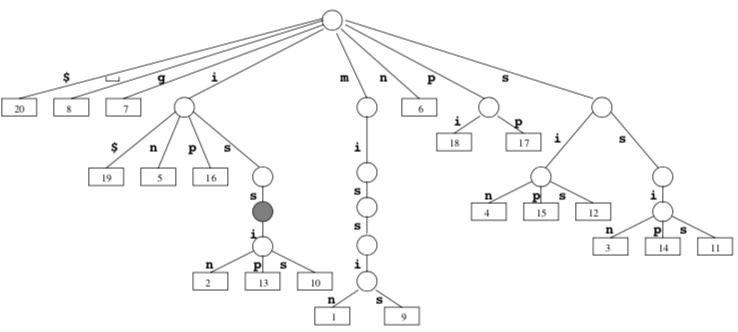 $ ␣ g i m n p s
20 8 7 6
$ n p s i i p i s
19 5 16 18 17
s s n p s i
s 4 15 12
i i n p s
n p s 3 14 11
2 13 10
n s
1 9